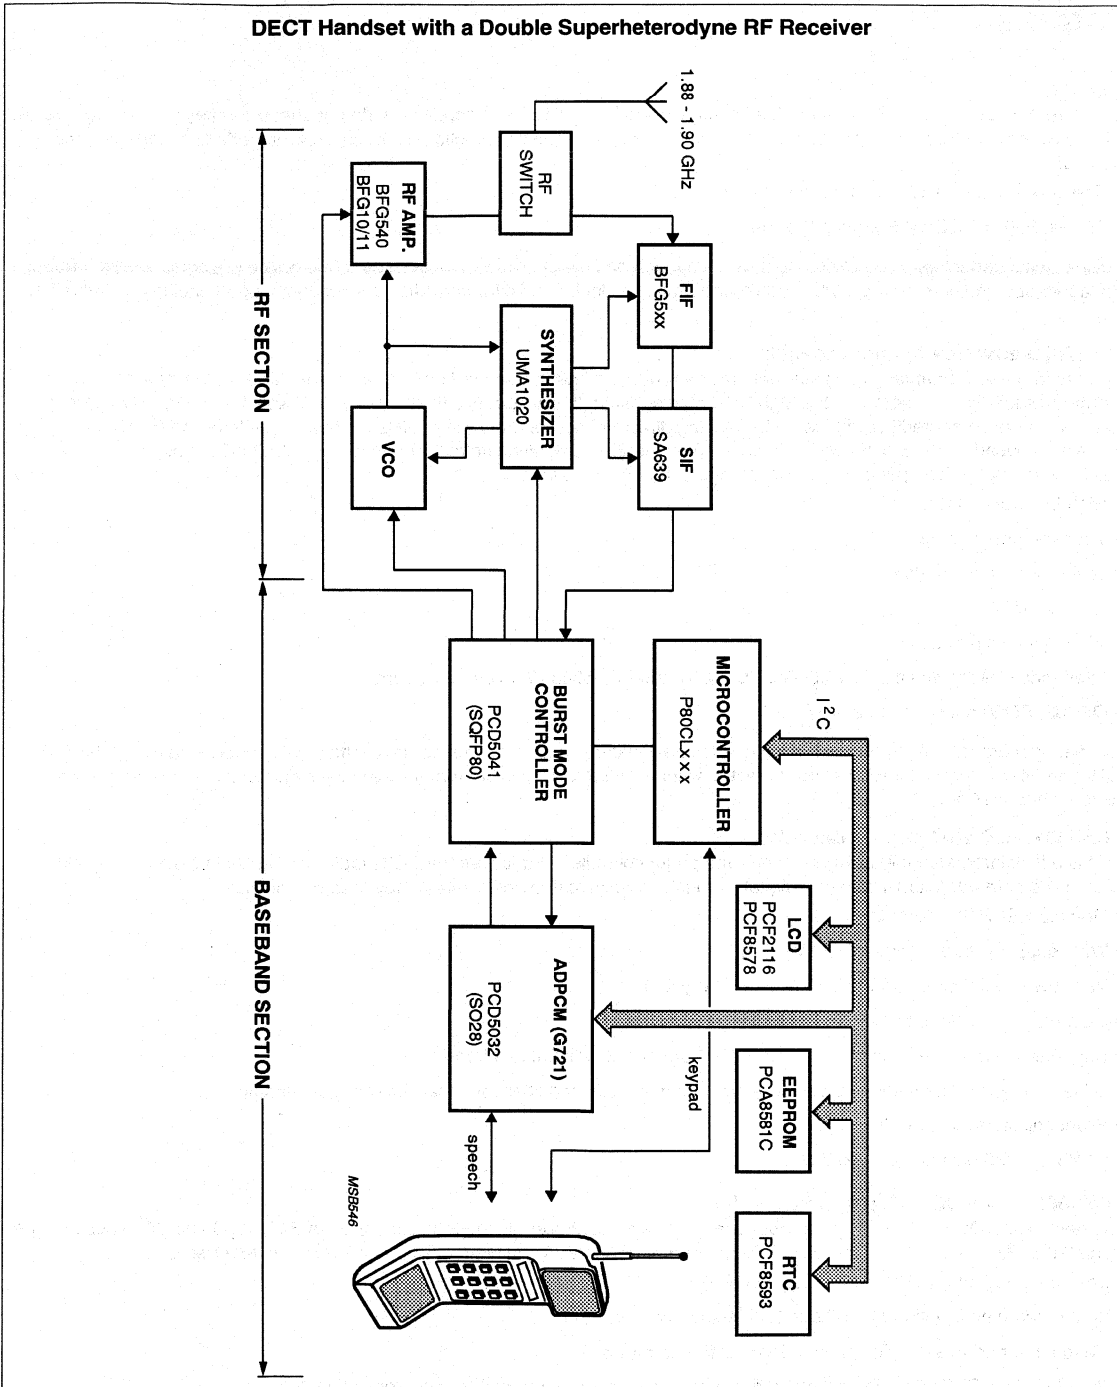 DECT Handset with a Double Superheterodyne RF Receiver
1.88 - 1.90 GHz
RF
SWITCH
RF AMP.
BFG540
BFG10/11
FIF
BFG5xx
SYNTHESIZER
UMA1020
SIF
SA639
VCO
RF SECTION
BURST MODE
CONTROLLER
PCD5041
(SQFP80)
MICROCONTROLLER
P80CLxxx
I²C
LCD
PCF2116
PCF8578
ADPCM (G721)
PCD5032
(SO28)
EEPROM
PCA8581C
RTC
PCF8593
keypad
speech
BASEBAND SECTION
MSB546